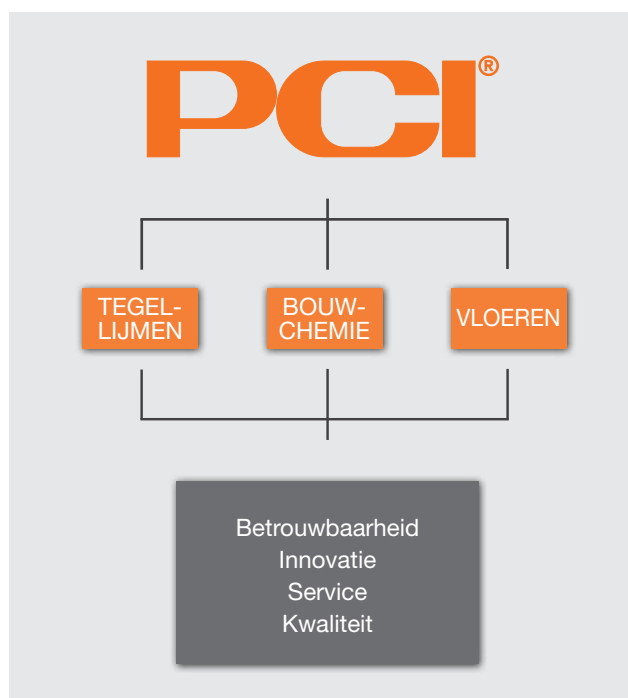 PCI®
TEGEL-
LIJMEN
BOUW-
CHEMIE
VLOEREN
Betrouwbaarheid
Innovatie
Service
Kwaliteit